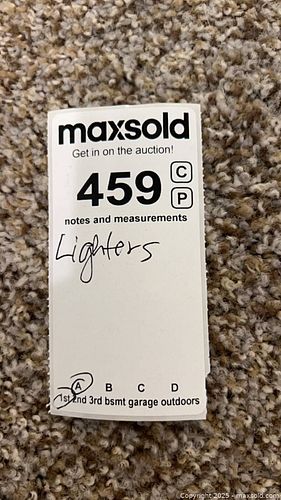 maxsold
Get in on the auction!
459 C
P
notes and measurements
Lighters
A B C D
1st 2nd 3rd bsmt garage outdoors
Copyright 2025 - maxsold.com